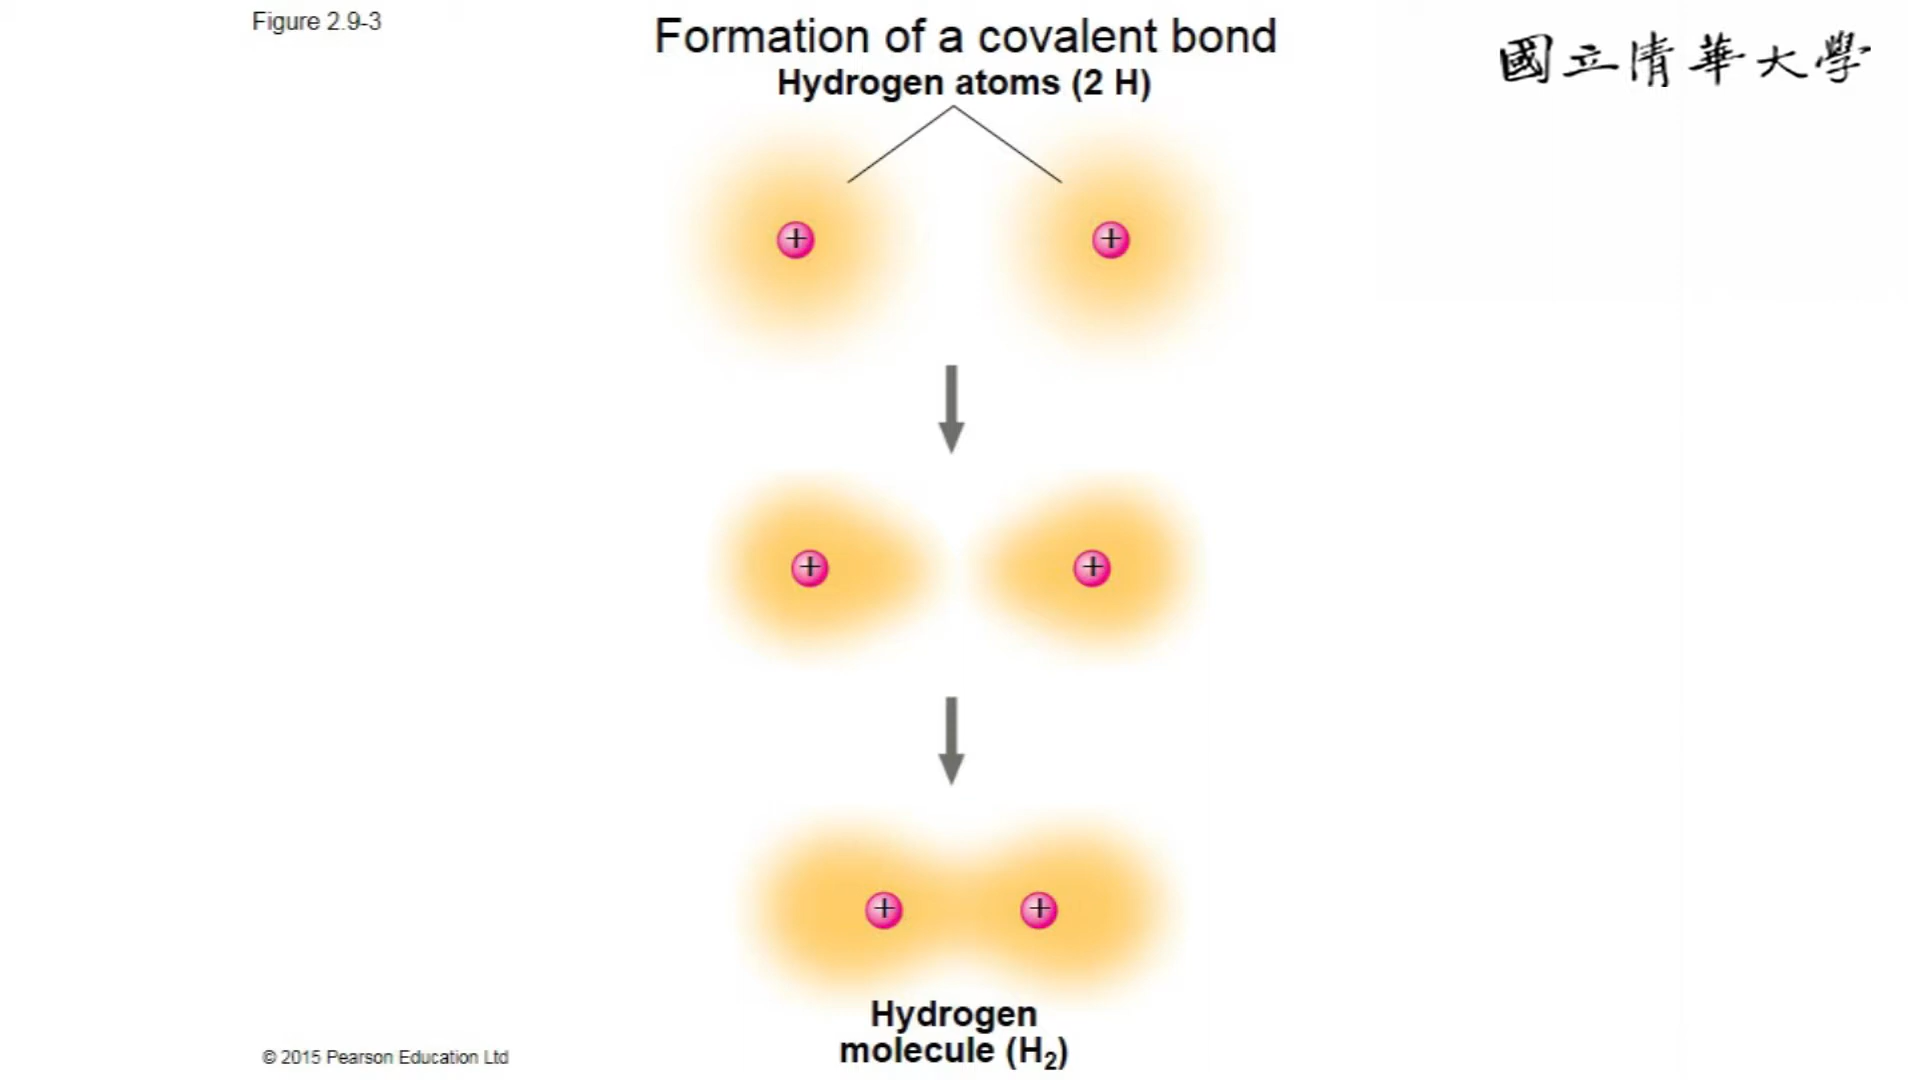 Figure 2.9-3
Formation of a covalent bond
國立清華大學
Hydrogen atoms (2 H)
+ +
+ +
+ +
Hydrogen
molecule (H₂)
© 2015 Pearson Education Ltd